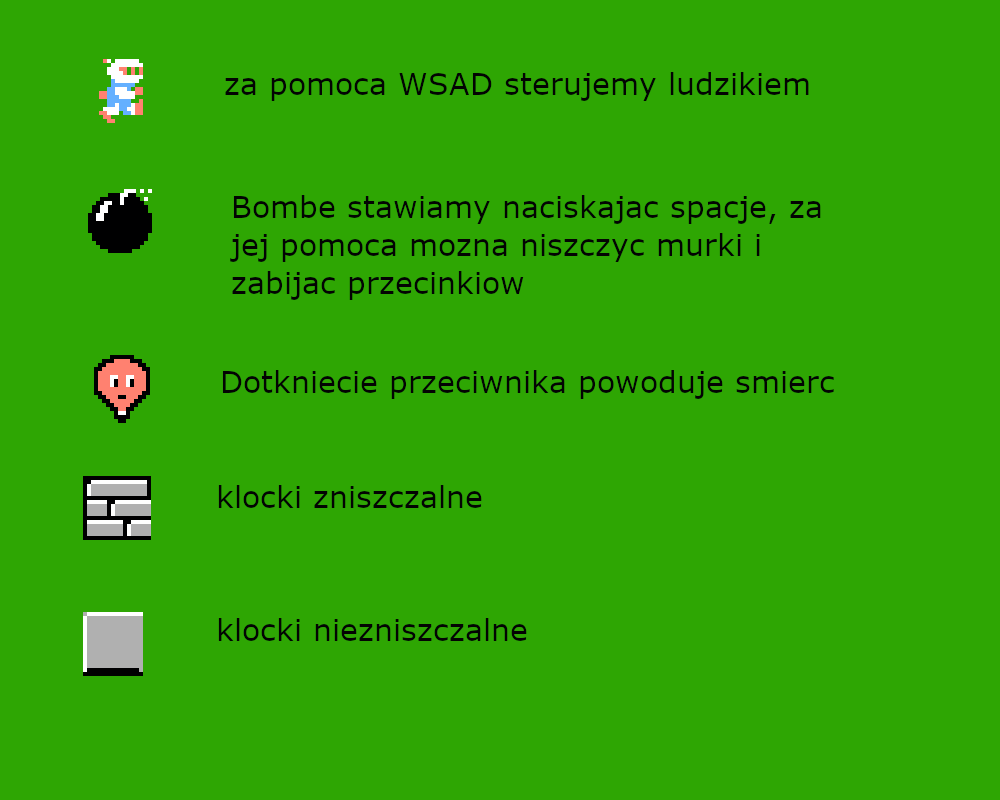 za pomoca WSAD sterujemy ludzikiem
Bombe stawiamy naciskajac spacje, za
jej pomoca mozna niszczyc murki i
zabijac przecinkiow
Dotkniecie przeciwnika powoduje smierc
klocki zniszczalne
klocki niezniszczalne